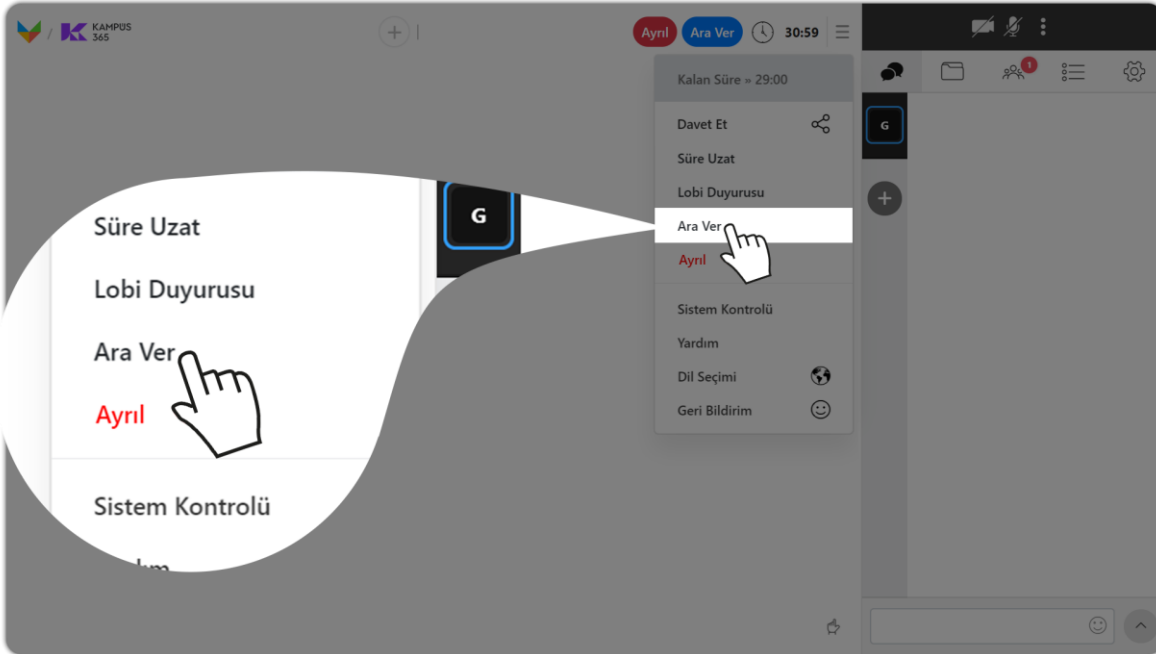 KAMPUS
365
Ayrıl
Ara Ver
30:59
Kalan Süre » 29:00
Davet Et
Süre Uzat
Lobi Duyurusu
Ara Ver
Ayrıl
Sistem Kontrolü
Yardım
Dil Seçimi
Geri Bildirim
1
G
G
Süre Uzat
Lobi Duyurusu
Ara Ver
Ayrıl
Sistem Kontrolü